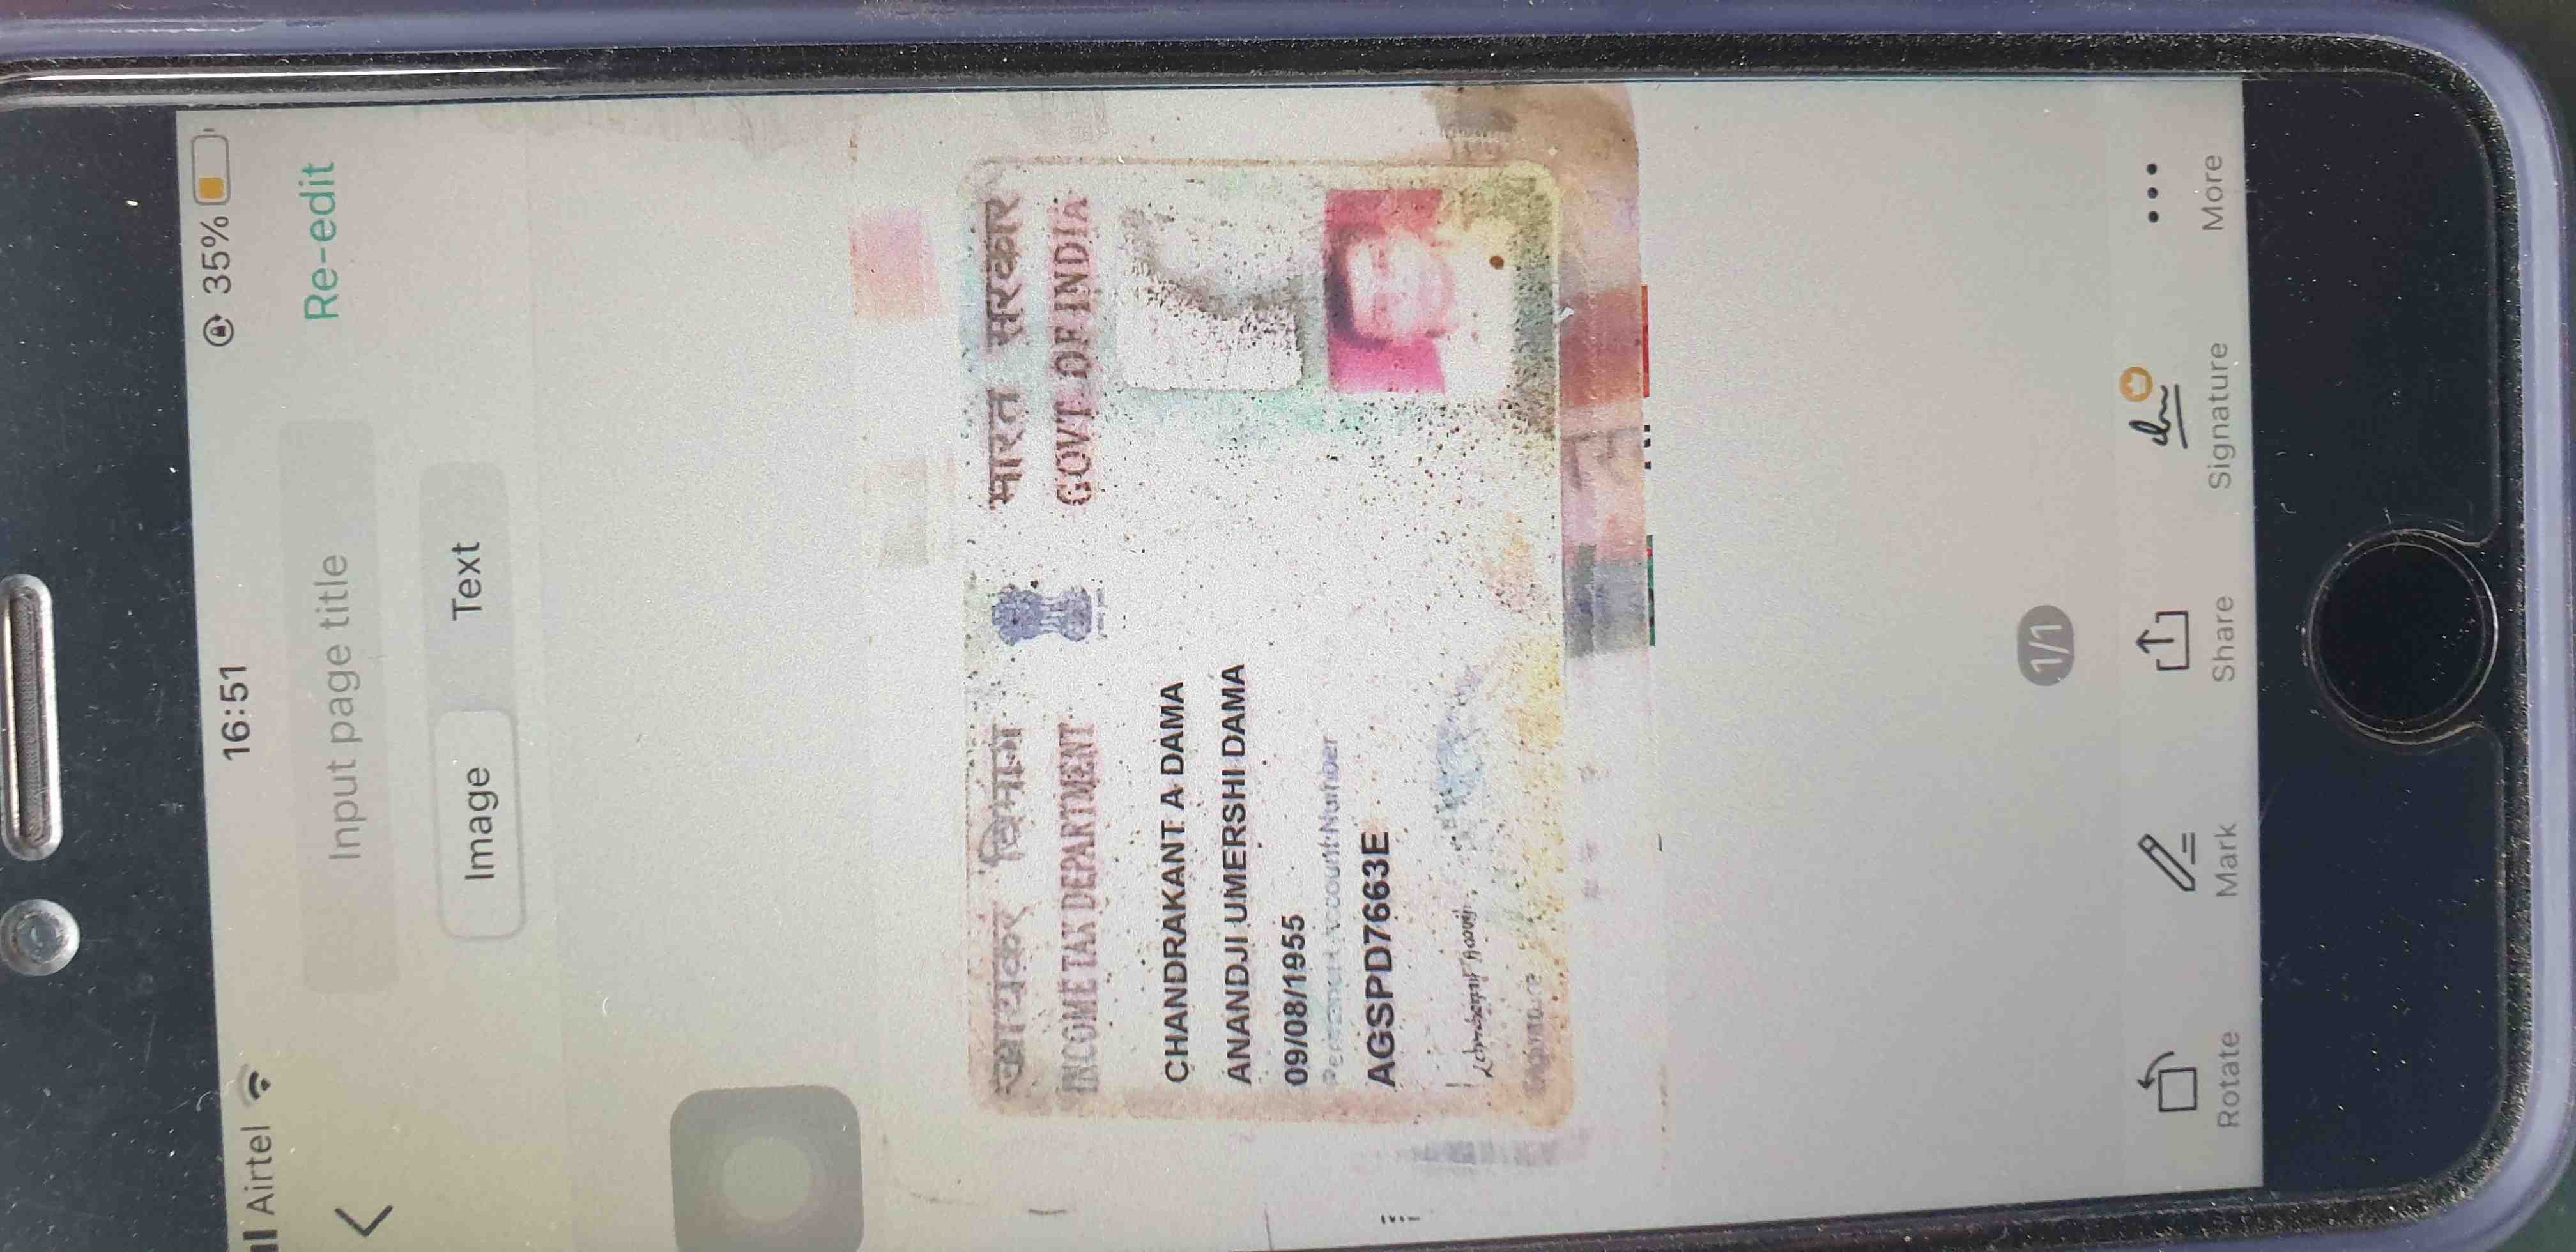 Airtel
16:51
35%
Input page title
Re-edit
Image
Text
आयकर विभाग
भारत सरकार
INCOME TAX DEPARTMENT
GOVT. OF INDIA
CHANDRAKANT A DAMA
ANANDJI UMERSHI DAMA
09/08/1955
Permanent Account Number
AGSPD7663E
Signature
1/1
Rotate
Mark
Share
Signature
More